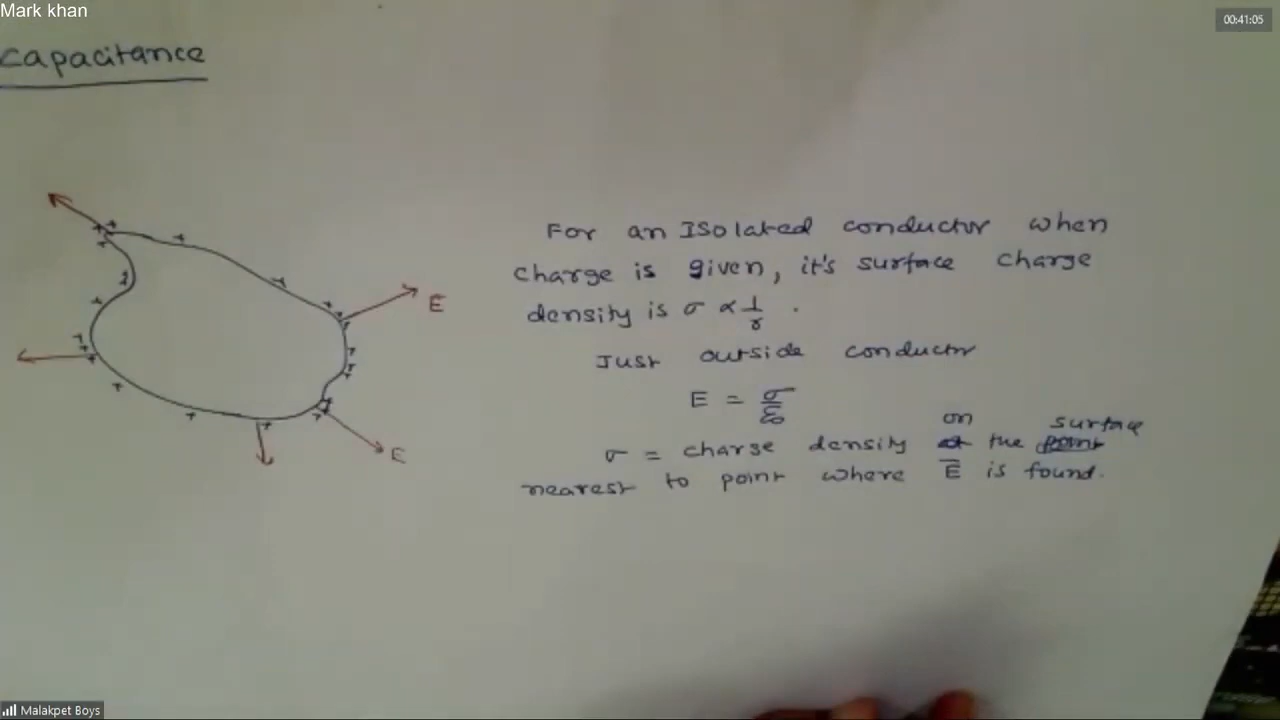 Mark khan
00:41:05
Capacitance
E
E
For an Isolated conductor when
charge is given, it's surface charge
density is σ ∝ 1/r .
Just outside conductor
E = σ/ε₀
on surface
σ = charge density at the point
nearest to point where E̅ is found.
Malakpet Boys